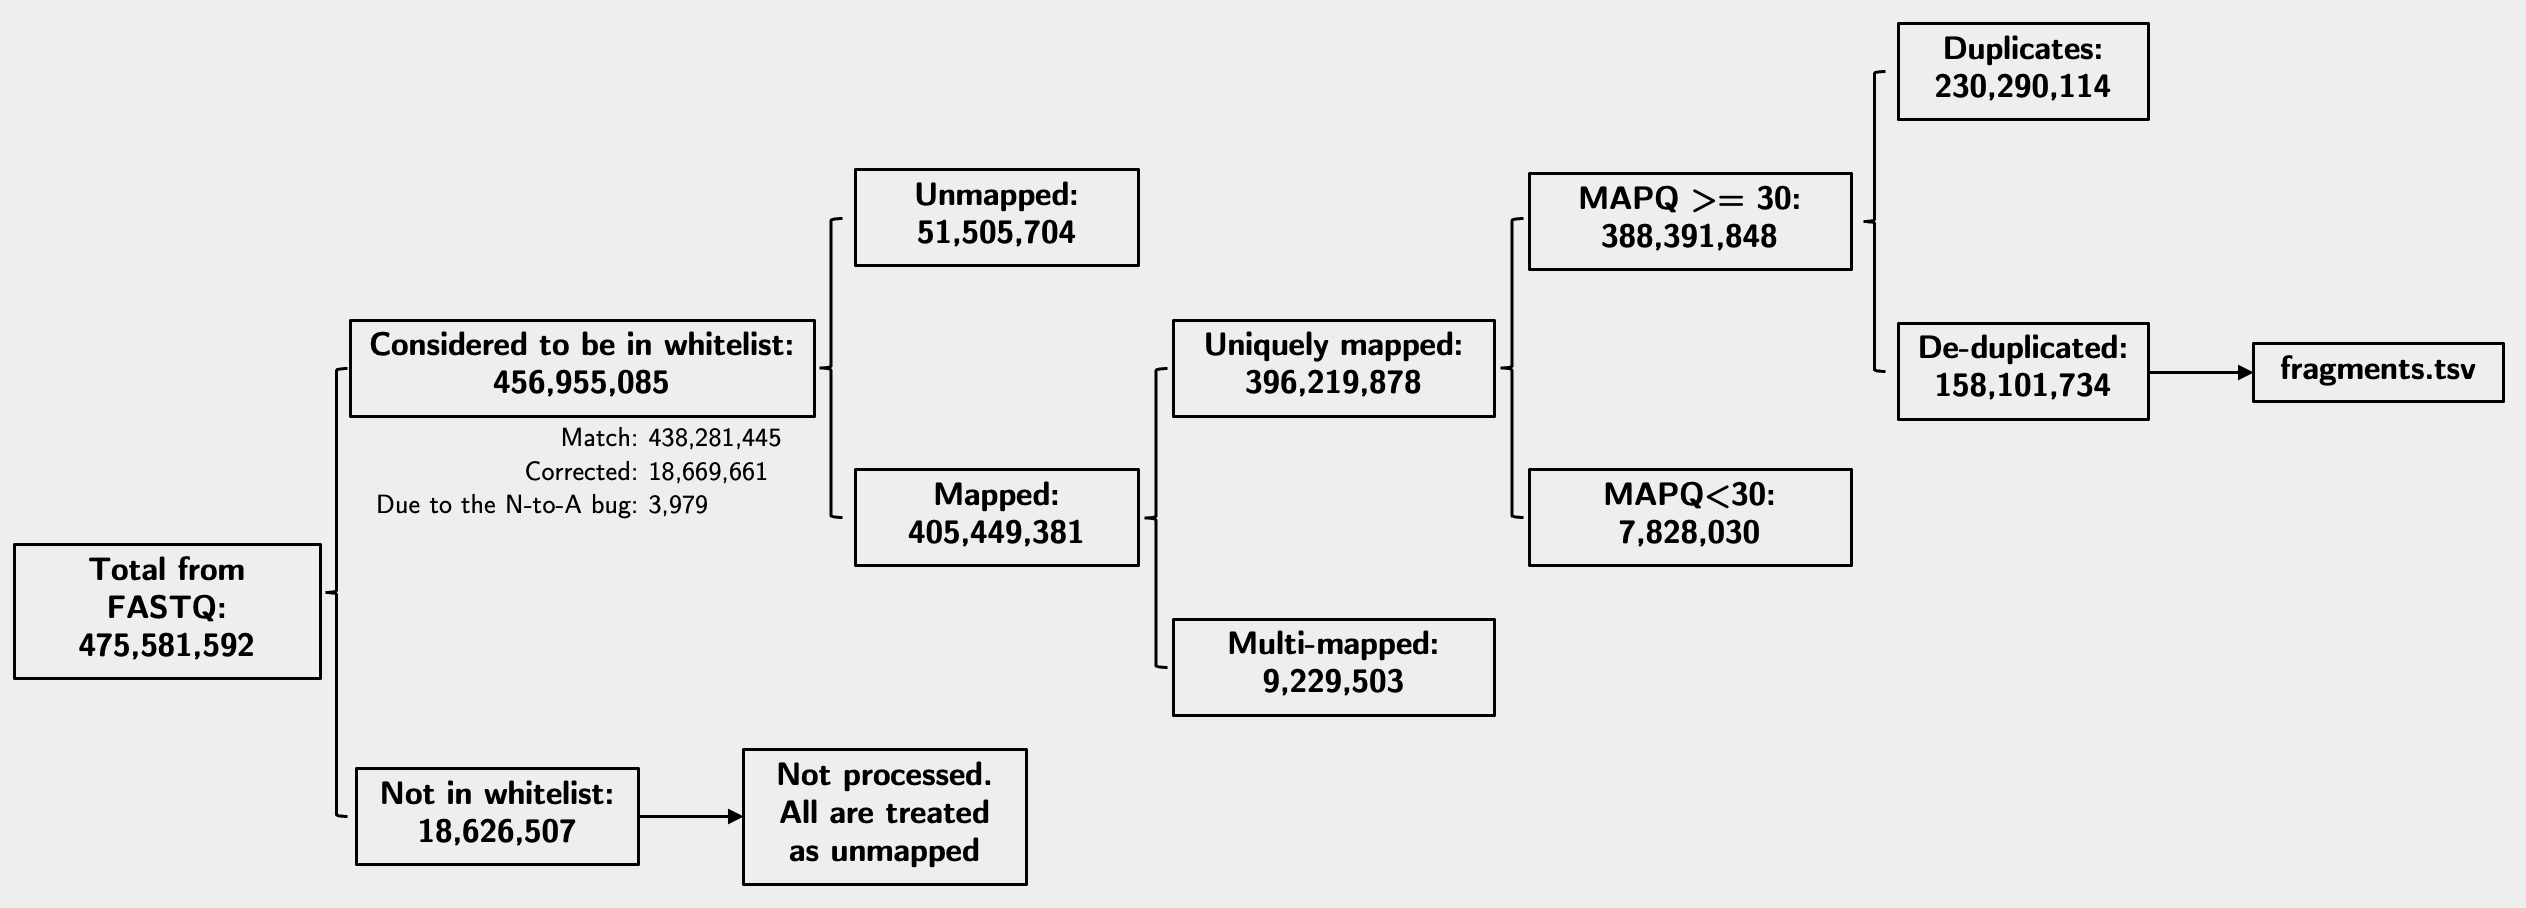 Total from
FASTQ:
475,581,592
Considered to be in whitelist:
456,955,085
Match: 438,281,445
Corrected: 18,669,661
Due to the N-to-A bug: 3,979
Not in whitelist:
18,626,507
Not processed.
All are treated
as unmapped
Unmapped:
51,505,704
Mapped:
405,449,381
Uniquely mapped:
396,219,878
Multi-mapped:
9,229,503
MAPQ >= 30:
388,391,848
MAPQ<30:
7,828,030
Duplicates:
230,290,114
De-duplicated:
158,101,734
fragments.tsv